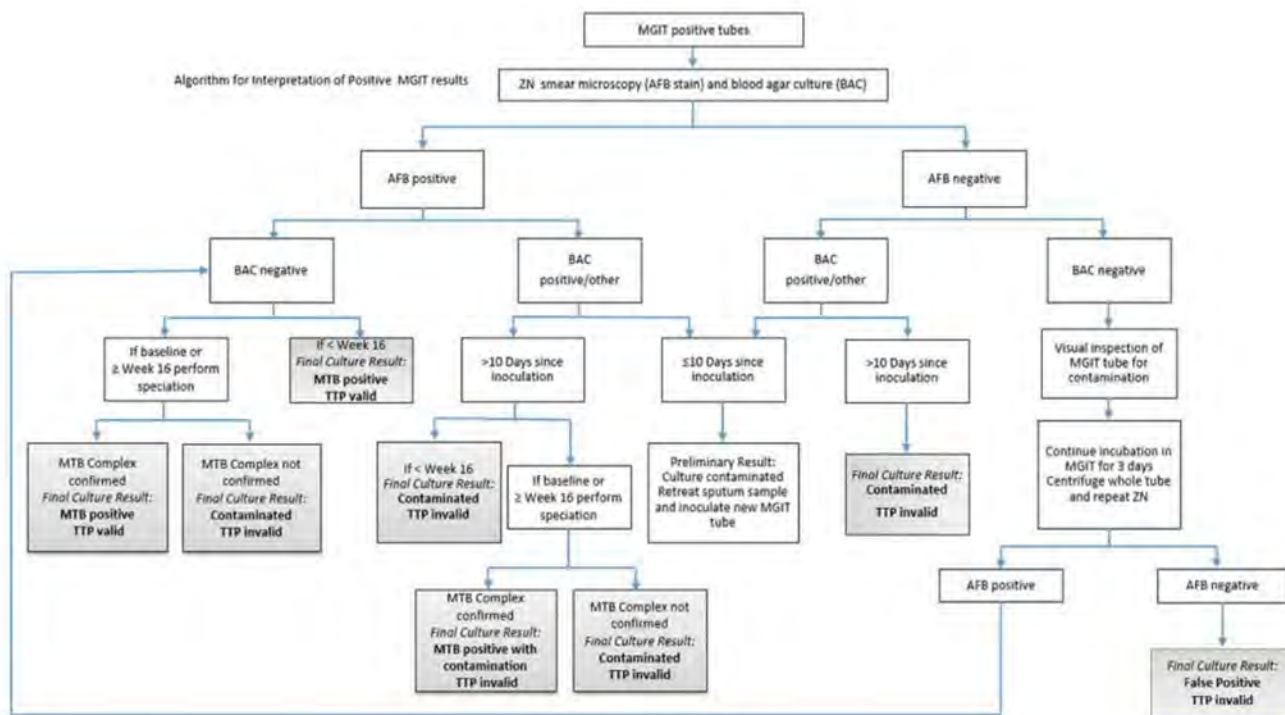 MGIT positive tubes
Algorithm for Interpretation of Positive MGIT results
ZN smear microscopy (AFB stain) and blood agar culture (BAC)
AFB positive
AFB negative
BAC negative
BAC
positive/other
BAC
positive/other
BAC negative
If baseline or
≥ Week 16 perform
speciation
If < Week 16
Final Culture Result:
MTB positive
TTP valid
>10 Days since
inoculation
≤10 Days since
inoculation
>10 Days since
inoculation
Visual inspection of
MGIT tube for
contamination
MTB Complex
confirmed
Final Culture Result:
MTB positive
TTP valid
MTB Complex not
confirmed
Final Culture Result:
Contaminated
TTP invalid
If < Week 16
Final Culture Result:
Contaminated
TTP invalid
If baseline or
≥ Week 16 perform
speciation
Preliminary Result:
Culture contaminated
Retreat sputum sample
and inoculate new MGIT
tube
Final Culture Result:
Contaminated
TTP invalid
Continue incubation in
MGIT for 3 days
Centrifuge whole tube
and repeat ZN
MTB Complex
confirmed
Final Culture Result:
MTB positive with
contamination
TTP invalid
MTB Complex not
confirmed
Final Culture Result:
Contaminated
TTP invalid
AFB positive
AFB negative
Final Culture Result:
False Positive
TTP invalid